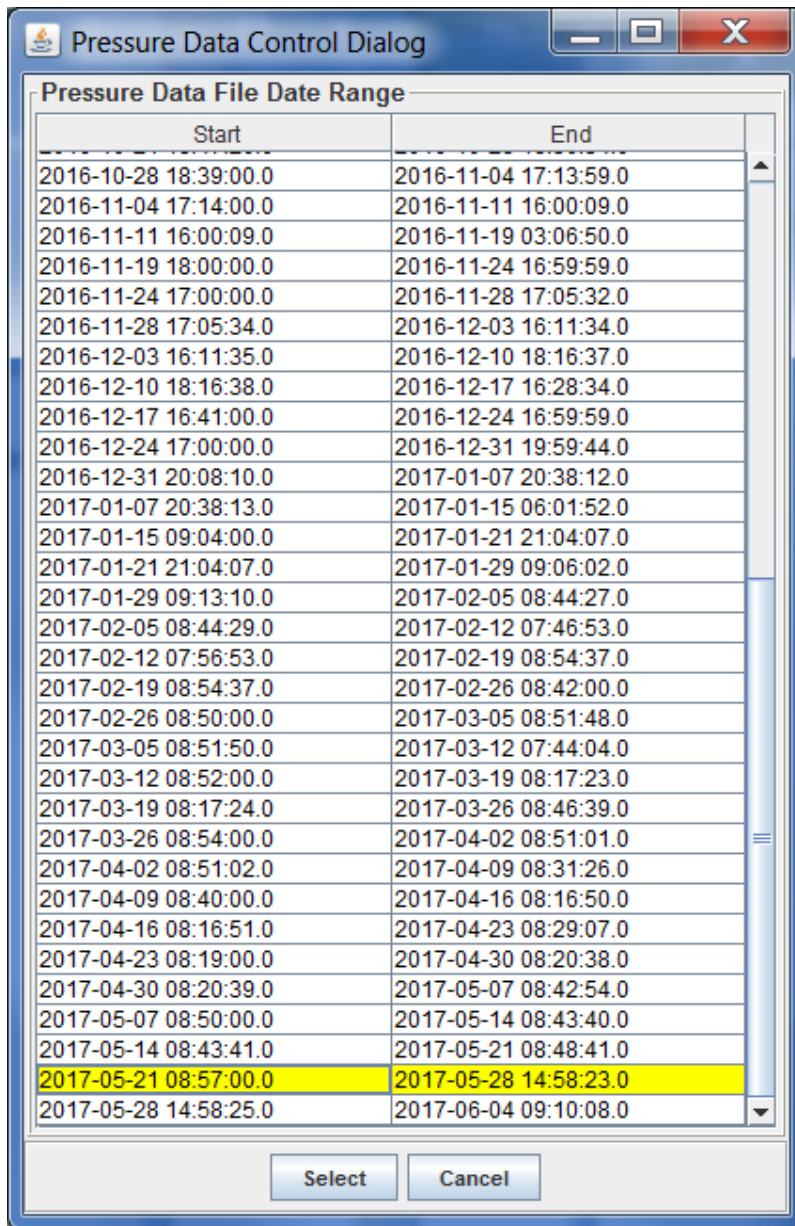 Pressure Data Control Dialog
Pressure Data File Date Range
Start End
2016-10-28 18:39:00.0 2016-11-04 17:13:59.0
2016-11-04 17:14:00.0 2016-11-11 16:00:09.0
2016-11-11 16:00:09.0 2016-11-19 03:06:50.0
2016-11-19 18:00:00.0 2016-11-24 16:59:59.0
2016-11-24 17:00:00.0 2016-11-28 17:05:32.0
2016-11-28 17:05:34.0 2016-12-03 16:11:34.0
2016-12-03 16:11:35.0 2016-12-10 18:16:37.0
2016-12-10 18:16:38.0 2016-12-17 16:28:34.0
2016-12-17 16:41:00.0 2016-12-24 16:59:59.0
2016-12-24 17:00:00.0 2016-12-31 19:59:44.0
2016-12-31 20:08:10.0 2017-01-07 20:38:12.0
2017-01-07 20:38:13.0 2017-01-15 06:01:52.0
2017-01-15 09:04:00.0 2017-01-21 21:04:07.0
2017-01-21 21:04:07.0 2017-01-29 09:06:02.0
2017-01-29 09:13:10.0 2017-02-05 08:44:27.0
2017-02-05 08:44:29.0 2017-02-12 07:46:53.0
2017-02-12 07:56:53.0 2017-02-19 08:54:37.0
2017-02-19 08:54:37.0 2017-02-26 08:42:00.0
2017-02-26 08:50:00.0 2017-03-05 08:51:48.0
2017-03-05 08:51:50.0 2017-03-12 07:44:04.0
2017-03-12 08:52:00.0 2017-03-19 08:17:23.0
2017-03-19 08:17:24.0 2017-03-26 08:46:39.0
2017-03-26 08:54:00.0 2017-04-02 08:51:01.0
2017-04-02 08:51:02.0 2017-04-09 08:31:26.0
2017-04-09 08:40:00.0 2017-04-16 08:16:50.0
2017-04-16 08:16:51.0 2017-04-23 08:29:07.0
2017-04-23 08:19:00.0 2017-04-30 08:20:38.0
2017-04-30 08:20:39.0 2017-05-07 08:42:54.0
2017-05-07 08:50:00.0 2017-05-14 08:43:40.0
2017-05-14 08:43:41.0 2017-05-21 08:48:41.0
2017-05-21 08:57:00.0 2017-05-28 14:58:23.0
2017-05-28 14:58:25.0 2017-06-04 09:10:08.0
Select Cancel